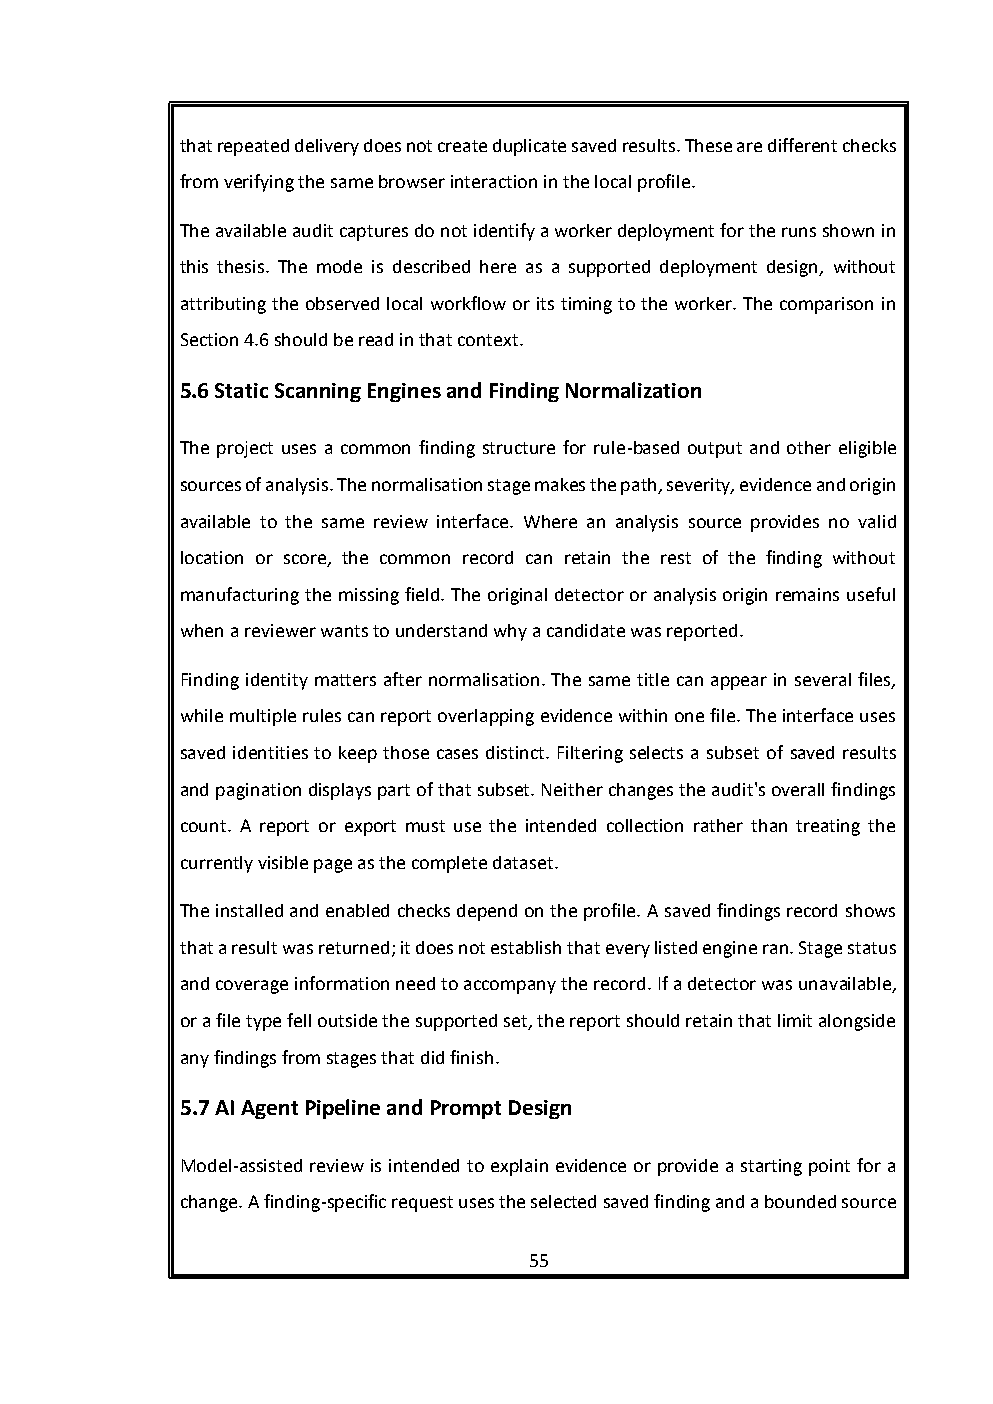 that repeated delivery does not create duplicate saved results. These are different checks
from verifying the same browser interaction in the local profile.
The available audit captures do not identify a worker deployment for the runs shown in
this thesis. The mode is described here as a supported deployment design, without
attributing the observed local workflow or its timing to the worker. The comparison in
Section 4.6 should be read in that context.
5.6 Static Scanning Engines and Finding Normalization
The project uses a common finding structure for rule-based output and other eligible
sources of analysis. The normalisation stage makes the path, severity, evidence and origin
available to the same review interface. Where an analysis source provides no valid
location or score, the common record can retain the rest of the finding without
manufacturing the missing field. The original detector or analysis origin remains useful
when a reviewer wants to understand why a candidate was reported.
Finding identity matters after normalisation. The same title can appear in several files,
while multiple rules can report overlapping evidence within one file. The interface uses
saved identities to keep those cases distinct. Filtering selects a subset of saved results
and pagination displays part of that subset. Neither changes the audit's overall findings
count. A report or export must use the intended collection rather than treating the
currently visible page as the complete dataset.
The installed and enabled checks depend on the profile. A saved findings record shows
that a result was returned; it does not establish that every listed engine ran. Stage status
and coverage information need to accompany the record. If a detector was unavailable,
or a file type fell outside the supported set, the report should retain that limit alongside
any findings from stages that did finish.
5.7 AI Agent Pipeline and Prompt Design
Model-assisted review is intended to explain evidence or provide a starting point for a
change. A finding-specific request uses the selected saved finding and a bounded source
55